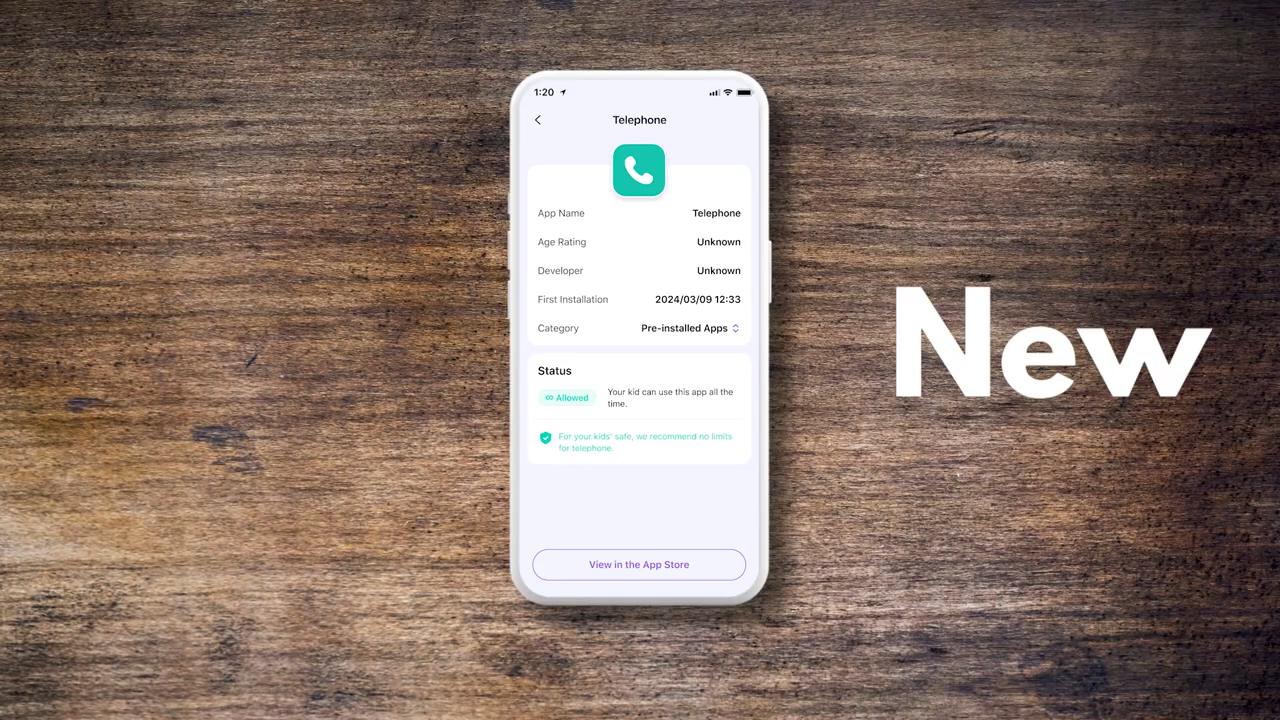 1:20
Telephone
App Name Telephone
Age Rating Unknown
Developer Unknown
First Installation 2024/03/09 12:33
Category Pre-installed Apps
Status
∞ Allowed Your kid can use this app all the
time.
For your kids' safe, we recommend no limits
for telephone.
View in the App Store
New